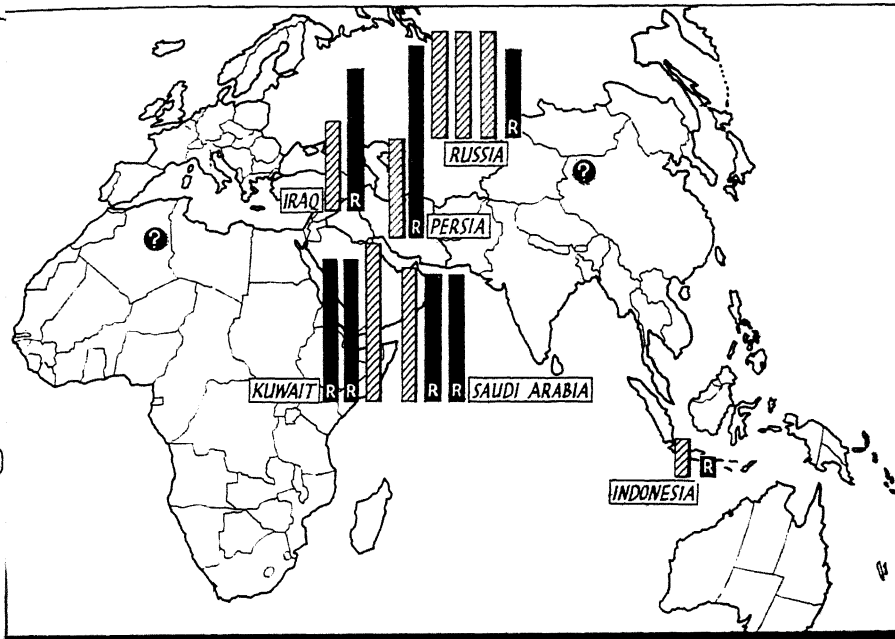 R
RUSSIA
?
IRAQ
R
R
PERSIA
?
KUWAIT
R
R
R
R
SAUDI ARABIA
R
INDONESIA